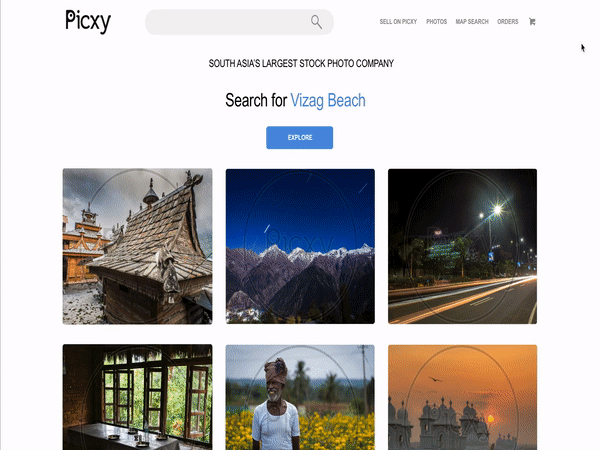 Picxy
SELL ON PICXY PHOTOS MAP SEARCH ORDERS
SOUTH ASIA'S LARGEST STOCK PHOTO COMPANY
Search for Vizag Beach
EXPLORE
Picxy